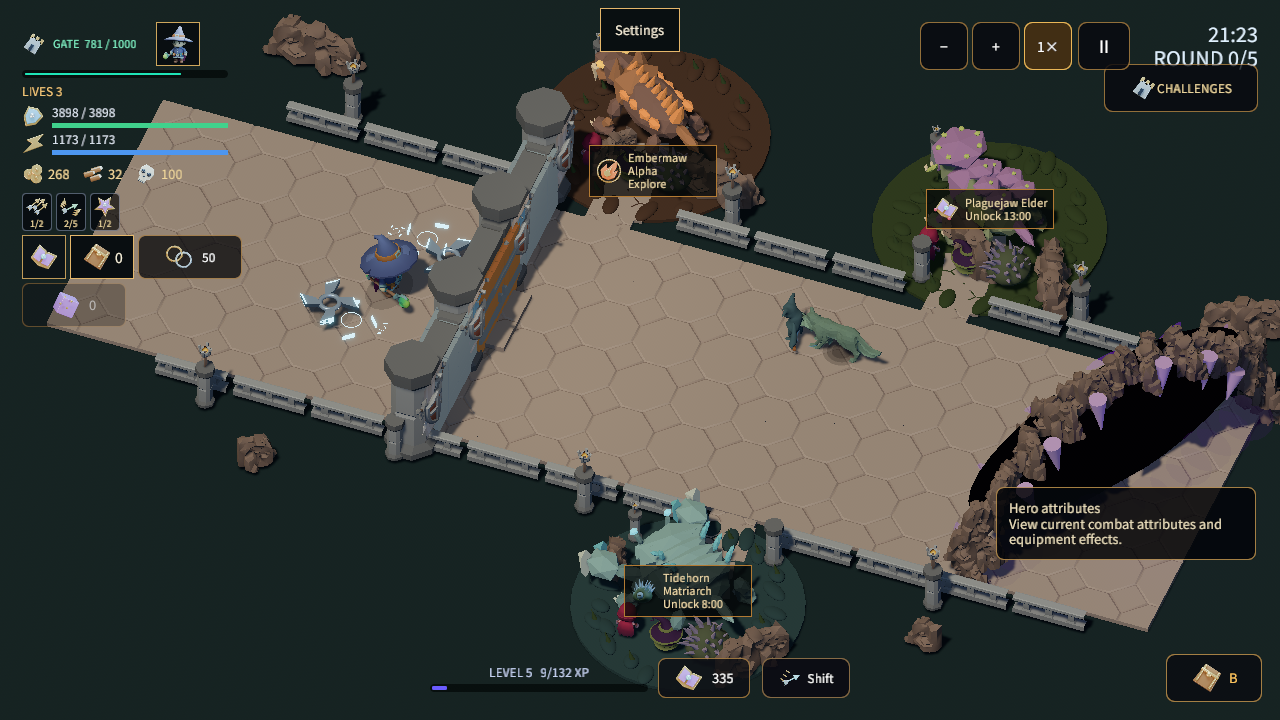 Settings
GATE 781 / 1000
− + 1× II
21:23
ROUND 0/5
CHALLENGES
LIVES 3
3898 / 3898
1173 / 1173
268 32 100
1/2 2/5 1/2
0 50
0
Embermaw
Alpha
Explore
Plaguejaw Elder
Unlock 13:00
Hero attributes
View current combat attributes and
equipment effects.
Tidehorn
Matriarch
Unlock 8:00
LEVEL 5 9/132 XP
335
Shift
B